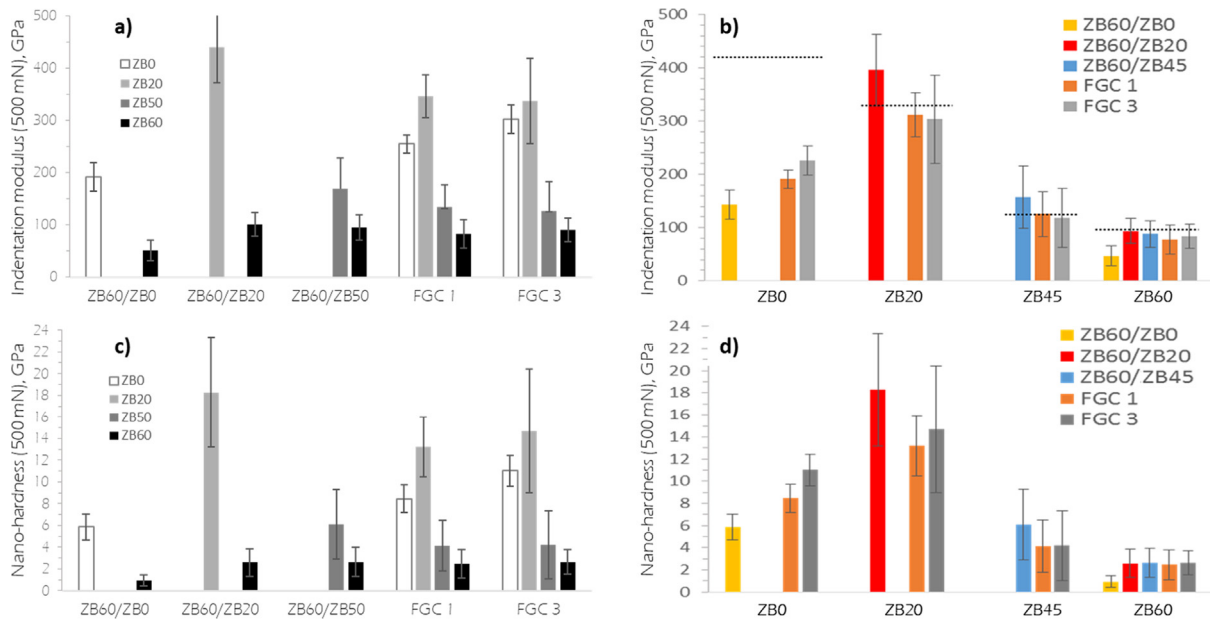 a)
Indentation modulus (500 mN), GPa
500
400
300
200
100
0
ZB0
ZB20
ZB50
ZB60
ZB60/ZB0
ZB60/ZB20
ZB60/ZB50
FGC 1
FGC 3
b)
Indentation modulus (500 mN), GPa
500
400
300
200
100
0
ZB60/ZB0
ZB60/ZB20
ZB60/ZB45
FGC 1
FGC 3
ZB0
ZB20
ZB45
ZB60
c)
Nano-hardness (500 mN), GPa
24
22
20
18
16
14
12
10
8
6
4
2
0
ZB0
ZB20
ZB50
ZB60
ZB60/ZB0
ZB60/ZB20
ZB60/ZB50
FGC 1
FGC 3
d)
Nano-hardness (500 mN), GPa
24
22
20
18
16
14
12
10
8
6
4
2
0
ZB60/ZB0
ZB60/ZB20
ZB60/ZB45
FGC 1
FGC 3
ZB0
ZB20
ZB45
ZB60